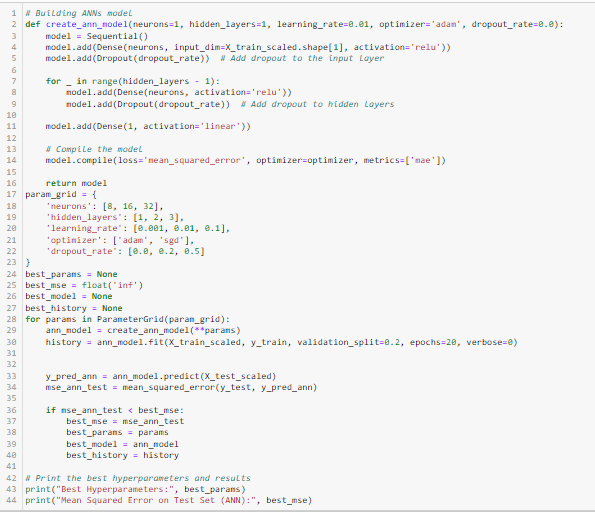 1 # Building ANNs model
2 def create_ann_model(neurons=1, hidden_layers=1, learning_rate=0.01, optimizer='adam', dropout_rate=0.0):
3     model = Sequential()
4     model.add(Dense(neurons, input_dim=X_train_scaled.shape[1], activation='relu'))
5     model.add(Dropout(dropout_rate))  # Add dropout to the input layer
6
7     for _ in range(hidden_layers - 1):
8         model.add(Dense(neurons, activation='relu'))
9         model.add(Dropout(dropout_rate))  # Add dropout to hidden layers
10
11     model.add(Dense(1, activation='linear'))
12
13     # Compile the model
14     model.compile(loss='mean_squared_error', optimizer=optimizer, metrics=['mae'])
15
16     return model
17 param_grid = {
18     'neurons': [8, 16, 32],
19     'hidden_layers': [1, 2, 3],
20     'learning_rate': [0.001, 0.01, 0.1],
21     'optimizer': ['adam', 'sgd'],
22     'dropout_rate': [0.0, 0.2, 0.5]
23 }
24 best_params = None
25 best_mse = float('inf')
26 best_model = None
27 best_history = None
28 for params in ParameterGrid(param_grid):
29     ann_model = create_ann_model(**params)
30     history = ann_model.fit(X_train_scaled, y_train, validation_split=0.2, epochs=20, verbose=0)
31
32
33     y_pred_ann = ann_model.predict(X_test_scaled)
34     mse_ann_test = mean_squared_error(y_test, y_pred_ann)
35
36     if mse_ann_test < best_mse:
37         best_mse = mse_ann_test
38         best_params = params
39         best_model = ann_model
40         best_history = history
41
42 # Print the best hyperparameters and results
43 print("Best Hyperparameters:", best_params)
44 print("Mean Squared Error on Test Set (ANN):", best_mse)